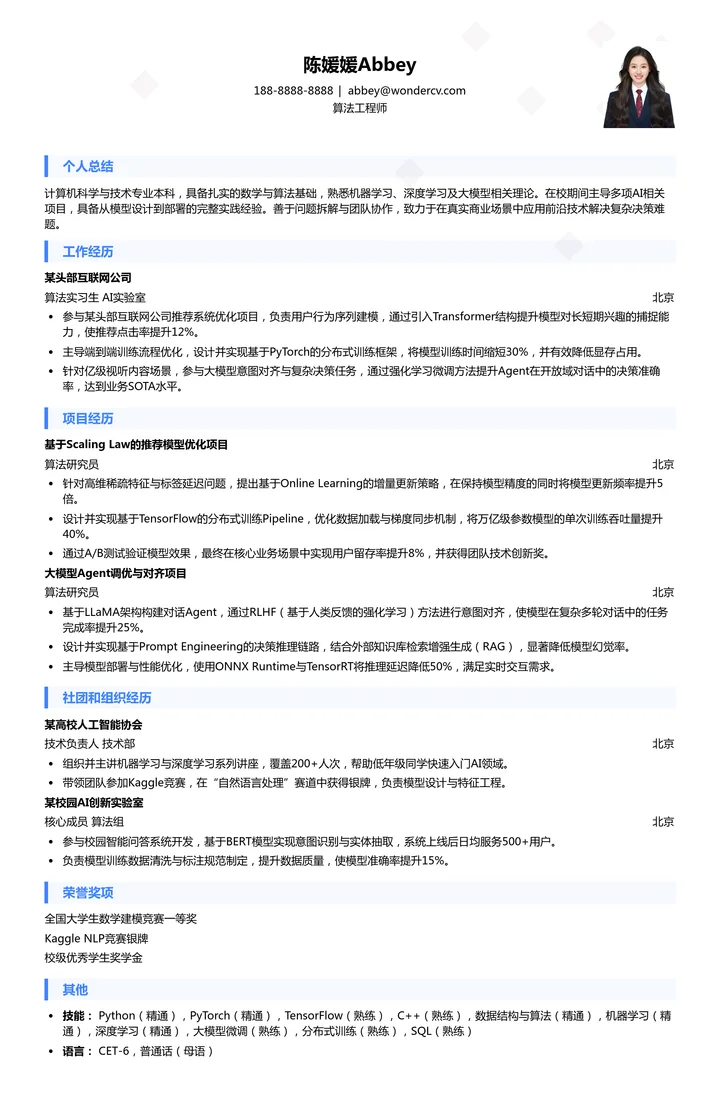 陈媛媛Abbey
188-8888-8888 | abbey@wondercv.com
算法工程师
个人总结
计算机科学与技术专业本科，具备扎实的数学与算法基础，熟悉机器学习、深度学习及大模型相关理论。在校期间主导多项AI相关
项目，具备从模型设计到部署的完整实践经验。善于问题拆解与团队协作，致力于在真实商业场景中应用前沿技术解决复杂决策难
题。
工作经历
某头部互联网公司
算法实习生 AI实验室 北京
• 参与某头部互联网公司推荐系统优化项目，负责用户行为序列建模，通过引入Transformer结构提升模型对长短期兴趣的捕捉能
力，使推荐点击率提升12%。
• 主导端到端训练流程优化，设计并实现基于PyTorch的分布式训练框架，将模型训练时间缩短30%，并有效降低显存占用。
• 针对亿级视听内容场景，参与大模型意图对齐与复杂决策任务，通过强化学习微调方法提升Agent在开放域对话中的决策准确
率，达到业务SOTA水平。
项目经历
基于Scaling Law的推荐模型优化项目
算法研究员 北京
• 针对高维稀疏特征与标签延迟问题，提出基于Online Learning的增量更新策略，在保持模型精度的同时将模型更新频率提升5
倍。
• 设计并实现基于TensorFlow的分布式训练Pipeline，优化数据加载与梯度同步机制，将万亿级参数模型的单次训练吞吐量提升
40%。
• 通过A/B测试验证模型效果，最终在核心业务场景中实现用户留存率提升8%，并获得团队技术创新奖。
大模型Agent调优与对齐项目
算法研究员 北京
• 基于LLaMA架构构建对话Agent，通过RLHF（基于人类反馈的强化学习）方法进行意图对齐，使模型在复杂多轮对话中的任务
完成率提升25%。
• 设计并实现基于Prompt Engineering的决策推理链路，结合外部知识库检索增强生成（RAG），显著降低模型幻觉率。
• 主导模型部署与性能优化，使用ONNX Runtime与TensorRT将推理延迟降低50%，满足实时交互需求。
社团和组织经历
某高校人工智能协会
技术负责人 技术部 北京
• 组织并主讲机器学习与深度学习系列讲座，覆盖200+人次，帮助低年级同学快速入门AI领域。
• 带领团队参加Kaggle竞赛，在“自然语言处理”赛道中获得银牌，负责模型设计与特征工程。
某校园AI创新实验室
核心成员 算法组 北京
• 参与校园智能问答系统开发，基于BERT模型实现意图识别与实体抽取，系统上线后日均服务500+用户。
• 负责模型训练数据清洗与标注规范制定，提升数据质量，使模型准确率提升15%。
荣誉奖项
全国大学生数学建模竞赛一等奖
Kaggle NLP竞赛银牌
校级优秀学生奖学金
其他
• 技能： Python（精通），PyTorch（精通），TensorFlow（熟练），C++（熟练），数据结构与算法（精通），机器学习（精
通），深度学习（精通），大模型微调（熟练），分布式训练（熟练），SQL（熟练）
• 语言： CET-6，普通话（母语）